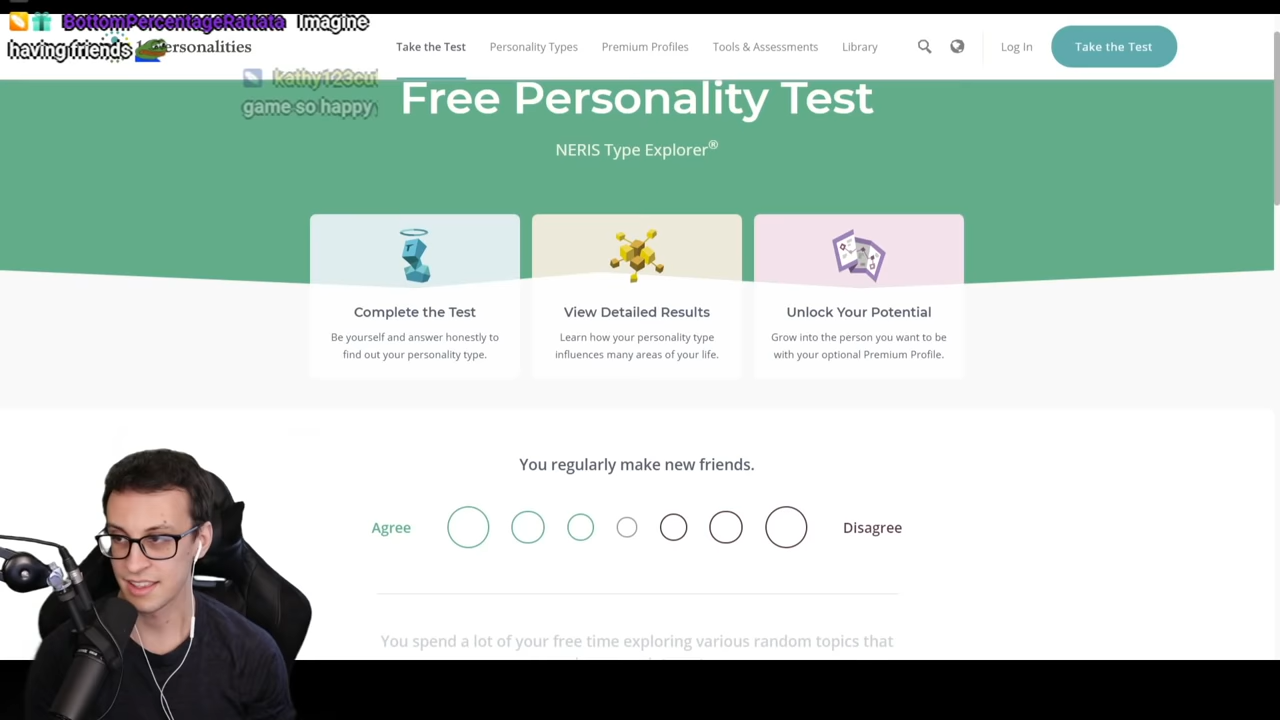 BottomPercentageRattata Imagine
having friends
personalities
Take the Test
Personality Types
Premium Profiles
Tools & Assessments
Library
Log In
Take the Test
kathy123cu
game so happy
Free Personality Test
NERIS Type Explorer®
Complete the Test
Be yourself and answer honestly to
find out your personality type.
View Detailed Results
Learn how your personality type
influences many areas of your life.
Unlock Your Potential
Grow into the person you want to be
with your optional Premium Profile.
You regularly make new friends.
Agree
Disagree
You spend a lot of your free time exploring various random topics that